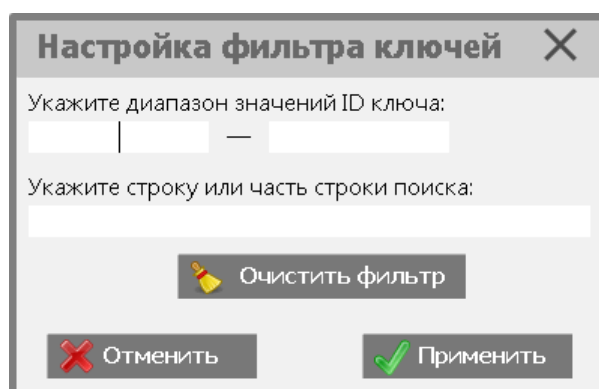 Настройка фильтра ключей
Укажите диапазон значений ID ключа:
—
Укажите строку или часть строки поиска:
Очистить фильтр
Отменить
Применить